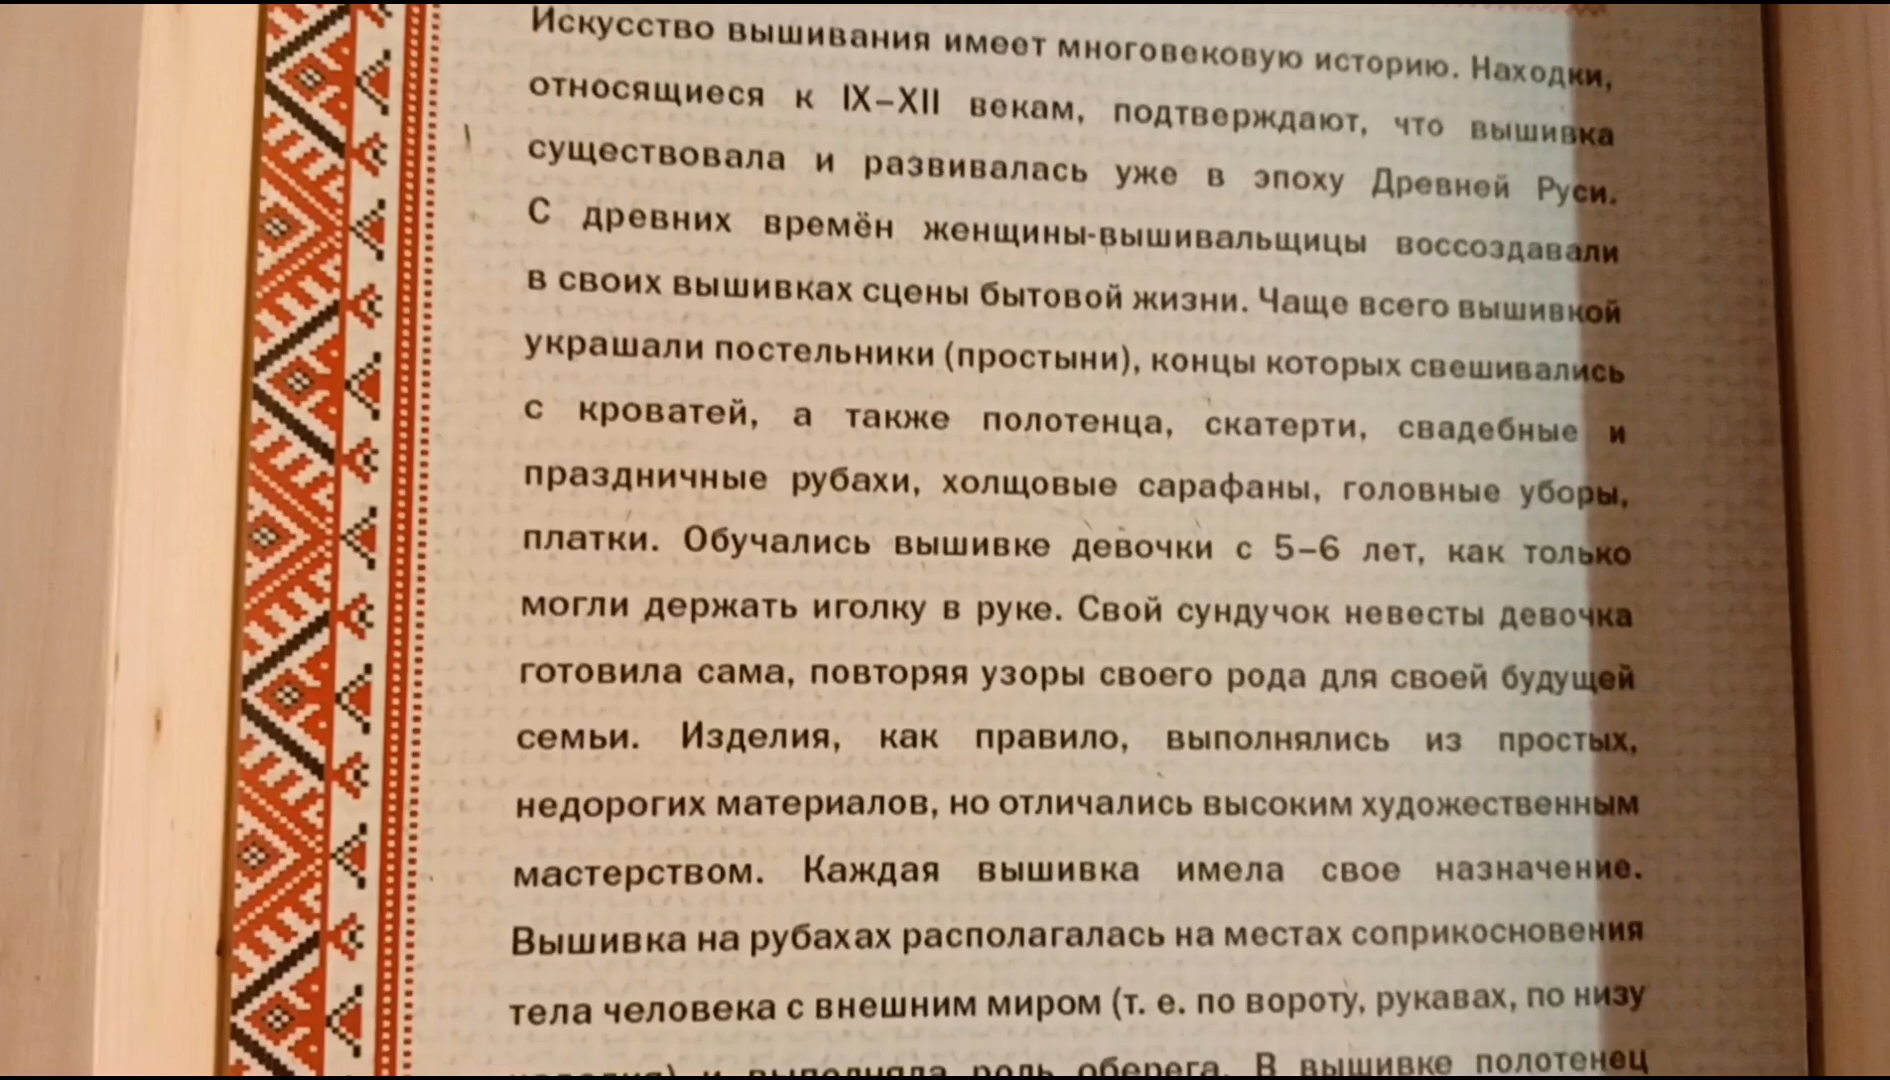 Искусство вышивания имеет многовековую историю. Находки,
относящиеся к IX–XII векам, подтверждают, что вышивка
существовала и развивалась уже в эпоху Древней Руси.
С древних времён женщины-вышивальщицы воссоздавали
в своих вышивках сцены бытовой жизни. Чаще всего вышивкой
украшали постельники (простыни), концы которых свешивались
с кроватей, а также полотенца, скатерти, свадебные и
праздничные рубахи, холщовые сарафаны, головные уборы,
платки. Обучались вышивке девочки с 5–6 лет, как только
могли держать иголку в руке. Свой сундучок невесты девочка
готовила сама, повторяя узоры своего рода для своей будущей
семьи. Изделия, как правило, выполнялись из простых,
недорогих материалов, но отличались высоким художественным
мастерством. Каждая вышивка имела свое назначение.
Вышивка на рубахах располагалась на местах соприкосновения
тела человека с внешним миром (т. е. по вороту, рукавах, по низу
изделия) и выполняла роль оберега. В вышивке полотенец